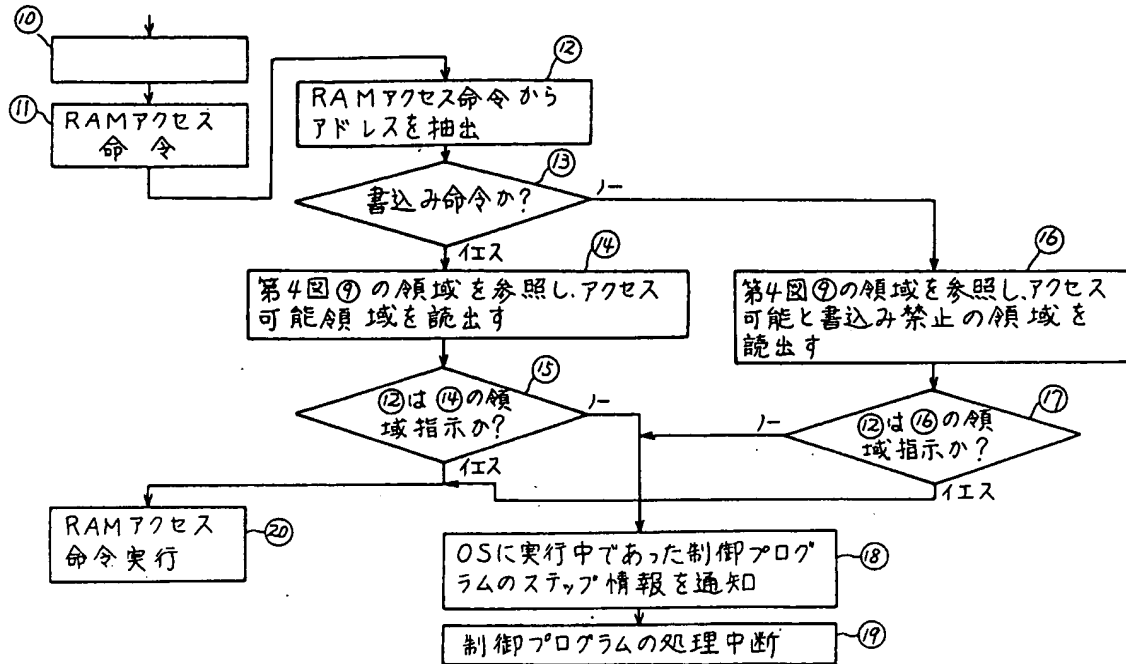 ⑩
⑪
RAMアクセス
命令
⑫
RAMアクセス命令から
アドレスを抽出
⑬
書込み命令か?
ノー
イエス
⑭
第4図⑨の領域を参照し、アクセス
可能領域を読出す
⑮
⑫は⑭の領
域指示か?
ノー
イエス
⑯
第4図⑨の領域を参照し、アクセス
可能と書込み禁止の領域を
読出す
⑰
⑫は⑯の領
域指示か?
ノー
イエス
RAMアクセス
命令実行
⑳
OSに実行中であった制御プログ
ラムのステップ情報を通知
⑱
制御プログラムの処理中断
⑲